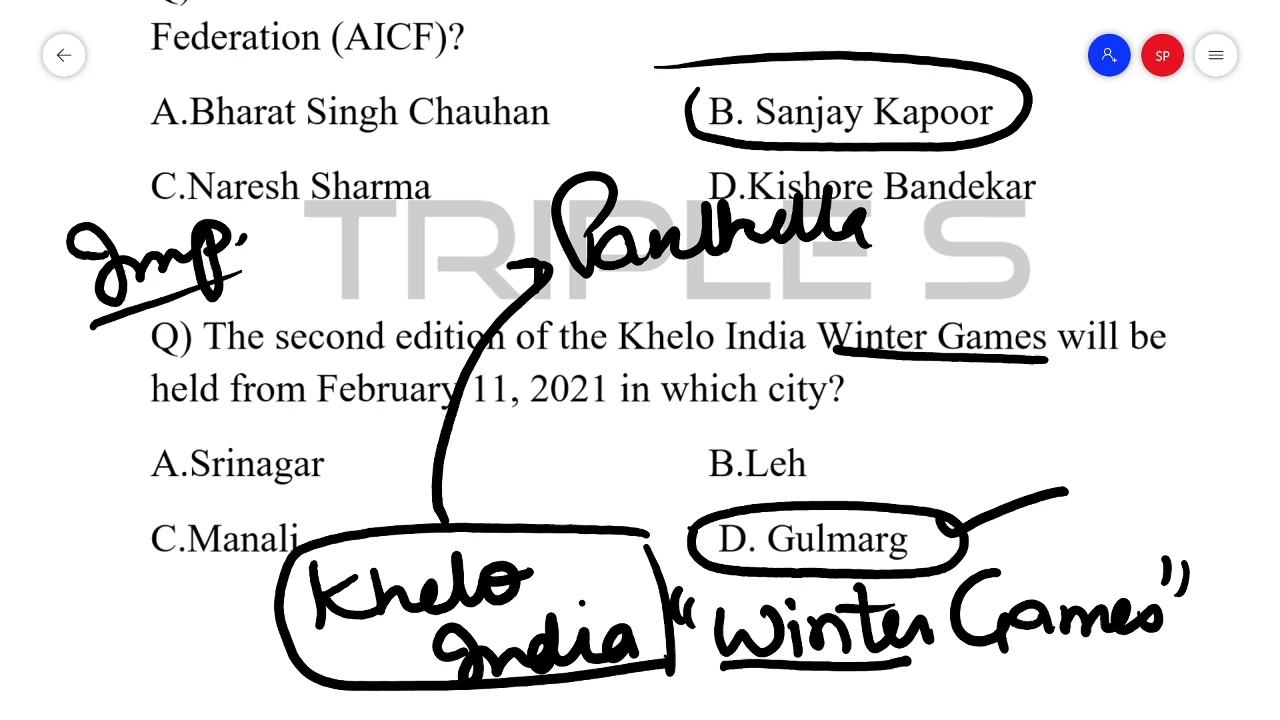 Federation (AICF)?
SP
A.Bharat Singh Chauhan B. Sanjay Kapoor
C.Naresh Sharma D.Kishore Bandekar
TRIPLE S
Imp.
Q) The second edition of the Khelo India Winter Games will be
held from February 11, 2021 in which city?
A.Srinagar B.Leh
C.Manali D. Gulmarg
Khelo
India
"Winter Games"